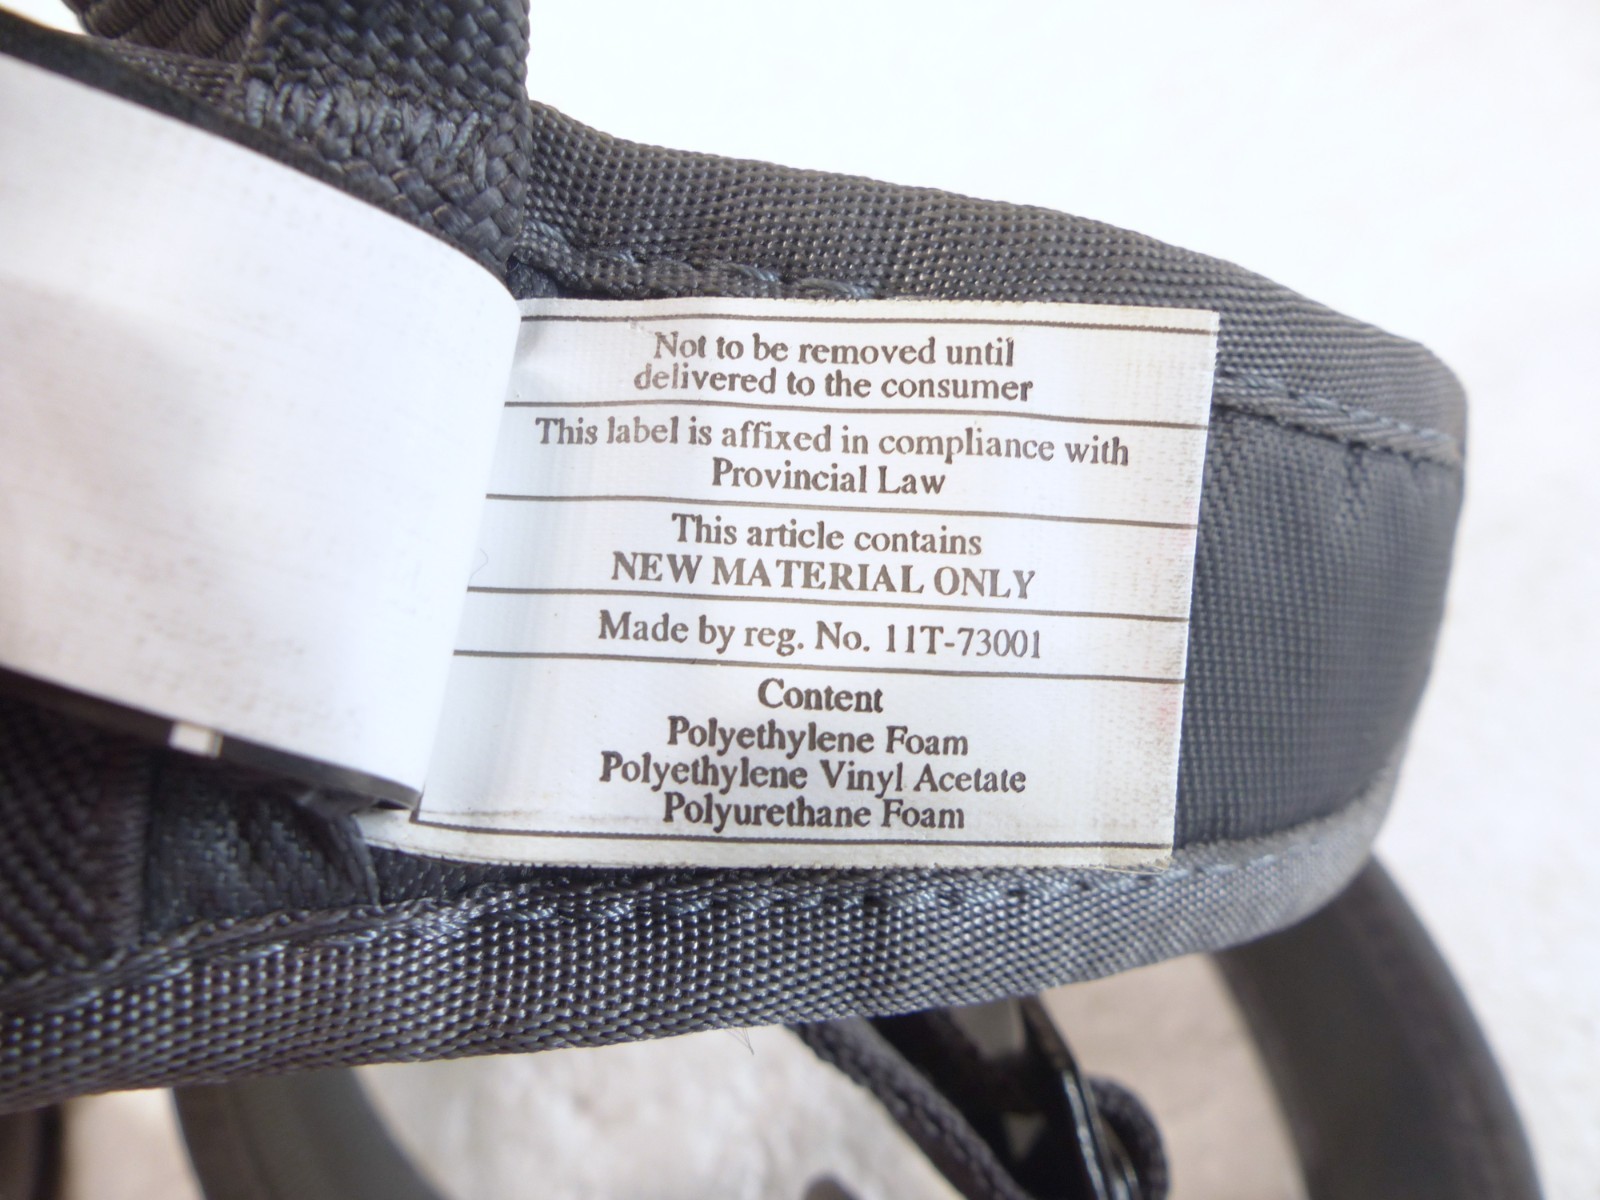 Not to be removed until
delivered to the consumer
This label is affixed in compliance with
Provincial Law
This article contains
NEW MATERIAL ONLY
Made by reg. No. 11T-73001
Content
Polyethylene Foam
Polyethylene Vinyl Acetate
Polyurethane Foam